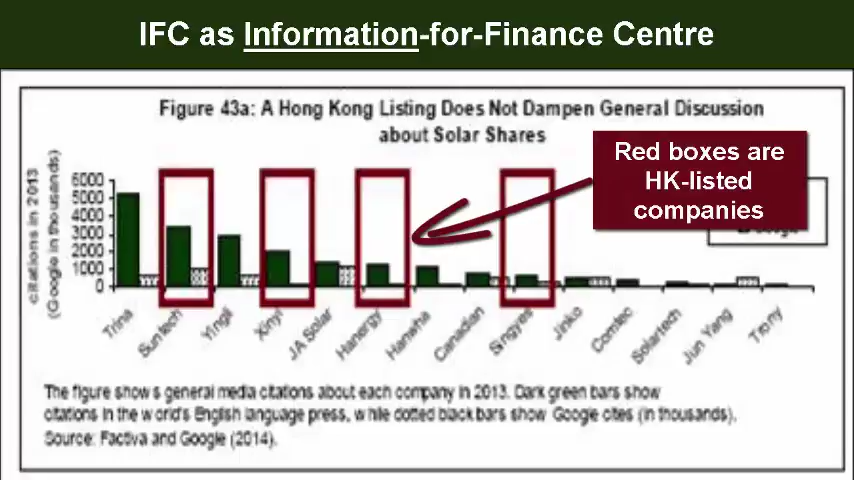 IFC as Information-for-Finance Centre
Figure 43a: A Hong Kong Listing Does Not Dampen General Discussion
about Solar Shares
Red boxes are
HK-listed
companies
citations in 2013
(Google in thousands)
6000
5000
4000
3000
2000
1000
0
Trina
Suntech
Yingli
Xinyi
JA Solar
Hanergy
Hanwha
Canadian
Singyes
Jinko
Comtec
Solartech
Jun Yang
Trony
The figure shows general media citations about each company in 2013. Dark green bars show
citations in the world's English language press, while dotted black bars show Google cites (in thousands).
Source: Factiva and Google (2014).